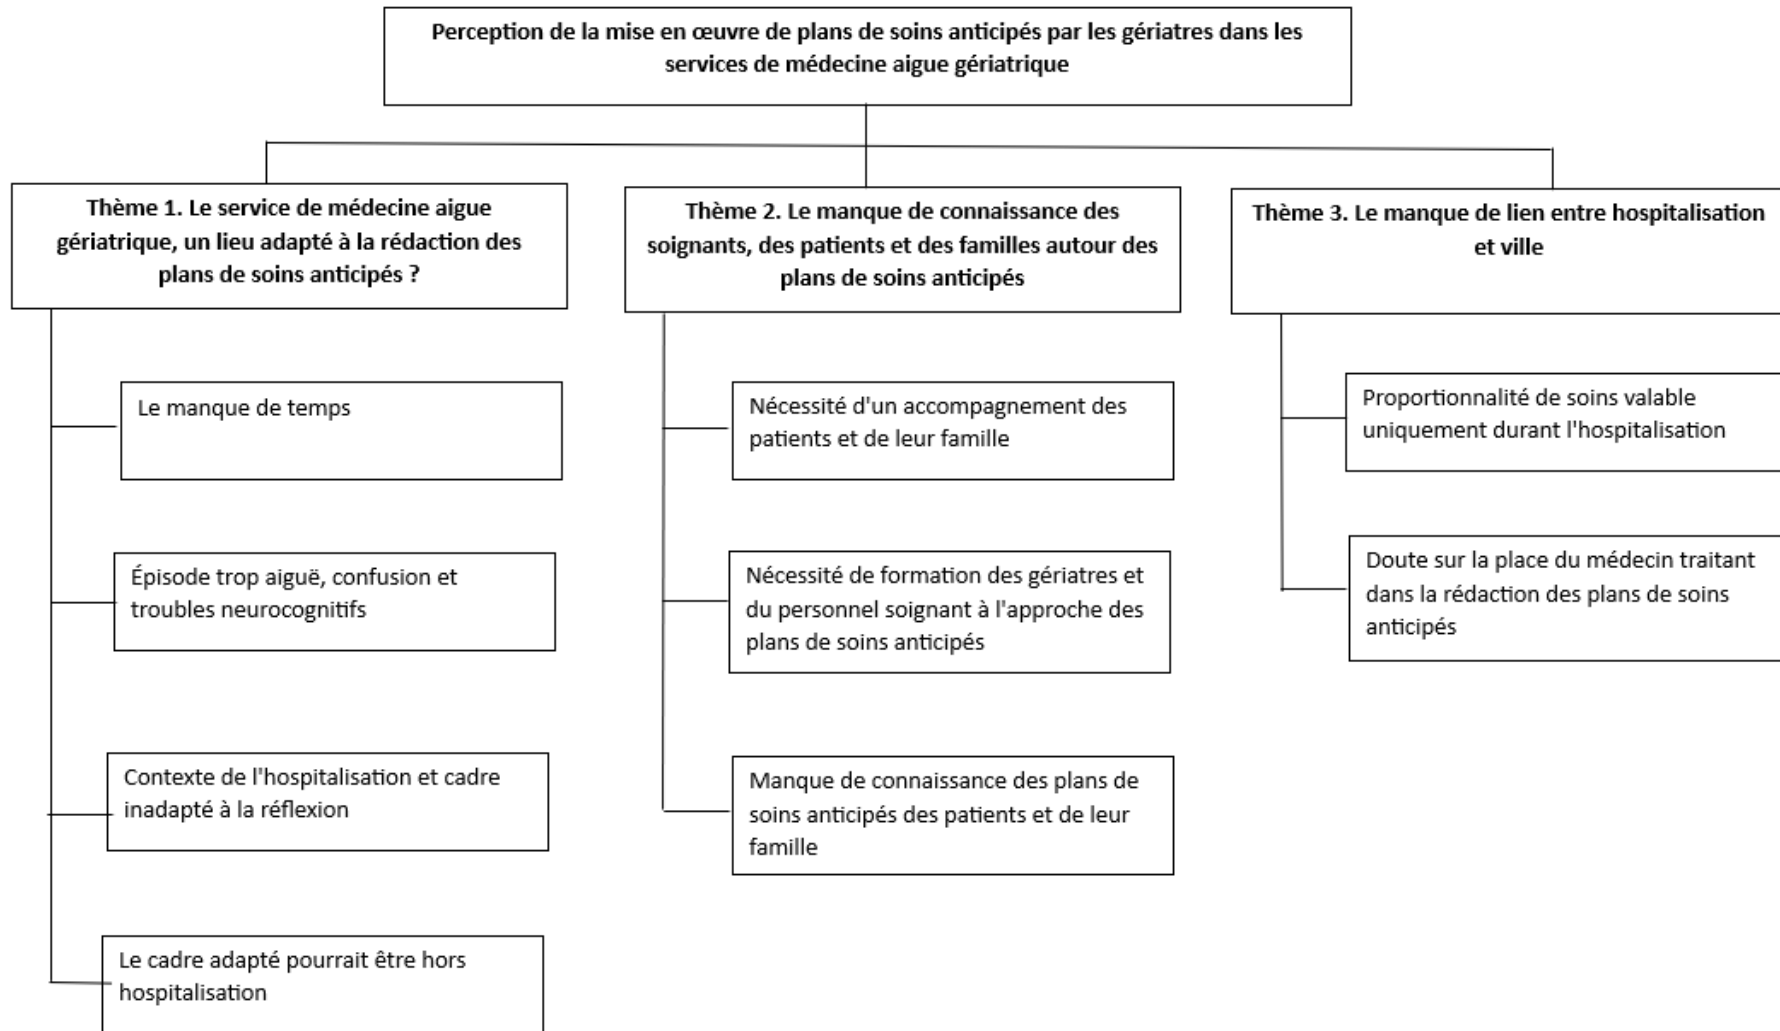 Perception de la mise en œuvre de plans de soins anticipés par les gériatres dans les
services de médecine aigue gériatrique
Thème 1. Le service de médecine aigue
gériatrique, un lieu adapté à la rédaction des
plans de soins anticipés ?
Le manque de temps
Épisode trop aiguë, confusion et
troubles neurocognitifs
Contexte de l'hospitalisation et cadre
inadapté à la réflexion
Le cadre adapté pourrait être hors
hospitalisation
Thème 2. Le manque de connaissance des
soignants, des patients et des familles autour des
plans de soins anticipés
Nécessité d'un accompagnement des
patients et de leur famille
Nécessité de formation des gériatres et
du personnel soignant à l'approche des
plans de soins anticipés
Manque de connaissance des plans de
soins anticipés des patients et de leur
famille
Thème 3. Le manque de lien entre hospitalisation
et ville
Proportionnalité de soins valable
uniquement durant l'hospitalisation
Doute sur la place du médecin traitant
dans la rédaction des plans de soins
anticipés